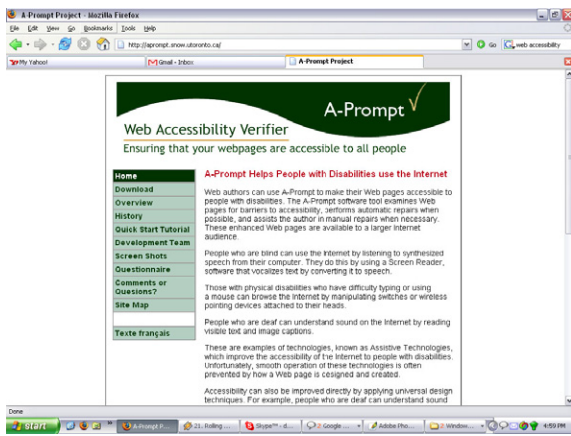 A-Prompt Project - Mozilla Firefox
File Edit View Go Bookmarks Tools Help
http://aprompt.snow.utoronto.ca/
Go
web accessibility
My Yahoo!
Gmail - Inbox
A-Prompt Project
A-Prompt
Web Accessibility Verifier
Ensuring that your webpages are accessible to all people
Home
Download
Overview
History
Quick Start Tutorial
Development Team
Screen Shots
Questionnaire
Comments or
Quesions?
Site Map
Texte français
A-Prompt Helps People with Disabilities use the Internet
Web authors can use A-Prompt to make their Web pages accessible to
people with disabilities. The A-Prompt software tool examines Web
pages for barriers to accessibility, performs automatic repairs when
possible, and assists the author in manual repairs when necessary.
These enhanced Web pages are available to a larger Internet
audience.
People who are blind can use the Internet by listening to synthesized
speech from their computer. They do this by using a Screen Reader,
software that vocalizes text by converting it to speech.
Those with physical disabilities who have difficulty typing or using
a mouse can browse the Internet by manipulating switches or wireless
pointing devices attached to their heads.
People who are deaf can understand sound on the Internet by reading
visible text and image captions.
These are examples of technologies, known as Assistive Technologies,
which improve the accessibility of the Internet to people with disabilities.
Unfortunately, smooth operation of these technologies is often
prevented by how a Web page is designed and created.
Accessibility can also be improved directly by applying universal design
techniques. For example, people who are deaf can understand sound
Done
start
A-Prompt P...
21. Rolling ...
Skype™ - d...
2 Google ...
Adobe Pho...
2 Window...
4:59 PM